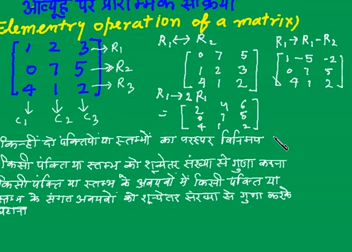 आव्यूह पर प्रारम्भिक संक्रिया
(Elementry operation of a matrix)
1 2 3 → R₁
0 7 5 → R₂
4 1 2 → R₃
C₁ C₂ C₃
R₁ ↔ R₂
0 7 5
1 2 3
4 1 2
R₁ → R₁ - R₂
1 -5 -2
0 7 5
4 1 2
R₁ → 2 R₁
= 2 4 6
0 7 5
4 1 2
किन्ही दो पंक्तियों या स्तम्भों का परस्पर विनिमय
किसी पंक्ति या स्तम्भ को शून्येतर संख्या से गुणा करना
किसी पंक्ति या स्तम्भ के अवयवों में किसी पंक्ति या
स्तम्भ के संगत अवयवों को शून्येतर संख्या से गुणा करके